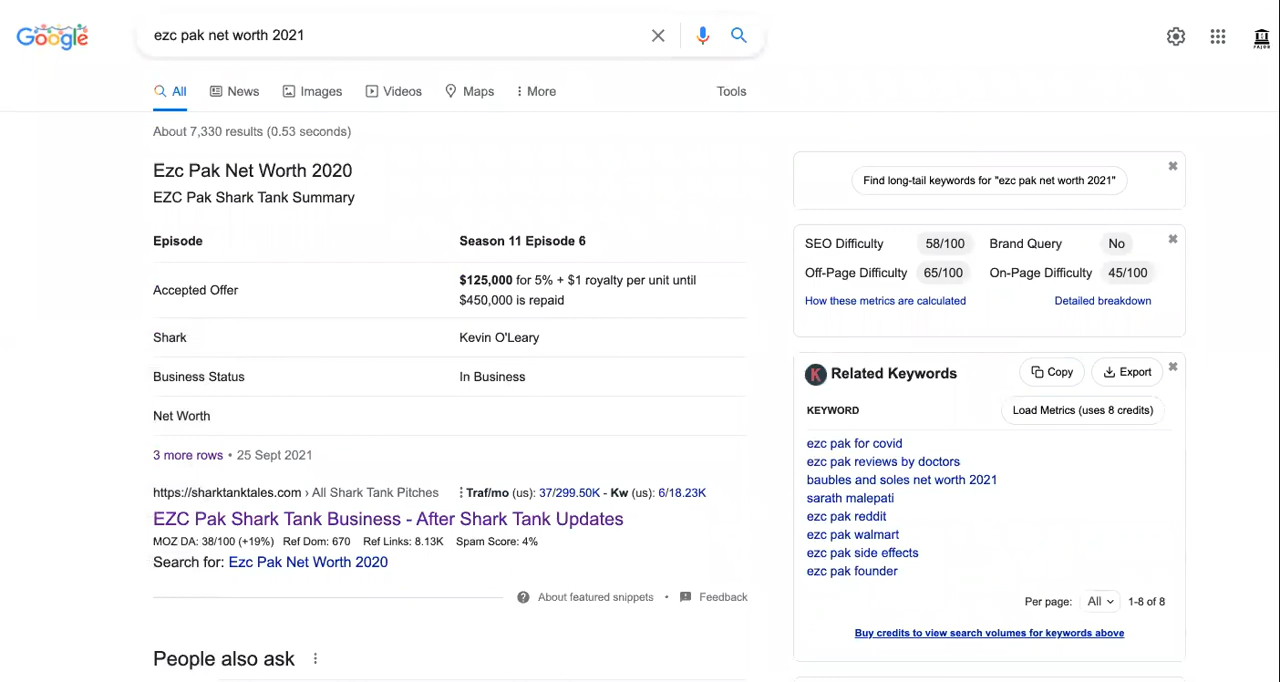 Google
ezc pak net worth 2021
All News Images Videos Maps More Tools
About 7,330 results (0.53 seconds)
Ezc Pak Net Worth 2020
EZC Pak Shark Tank Summary
Episode Season 11 Episode 6
Accepted Offer $125,000 for 5% + $1 royalty per unit until
$450,000 is repaid
Shark Kevin O'Leary
Business Status In Business
Net Worth
3 more rows • 25 Sept 2021
https://sharktanktales.com › All Shark Tank Pitches Traf/mo (us): 37/299.50K - Kw (us): 6/18.23K
EZC Pak Shark Tank Business - After Shark Tank Updates
MOZ DA: 38/100 (+19%) Ref Dom: 670 Ref Links: 8.13K Spam Score: 4%
Search for: Ezc Pak Net Worth 2020
About featured snippets • Feedback
People also ask
Find long-tail keywords for "ezc pak net worth 2021"
SEO Difficulty 58/100 Brand Query No
Off-Page Difficulty 65/100 On-Page Difficulty 45/100
How these metrics are calculated Detailed breakdown
K Related Keywords Copy Export
KEYWORD Load Metrics (uses 8 credits)
ezc pak for covid
ezc pak reviews by doctors
baubles and soles net worth 2021
sarath malepati
ezc pak reddit
ezc pak walmart
ezc pak side effects
ezc pak founder
Per page: All 1-8 of 8
Buy credits to view search volumes for keywords above